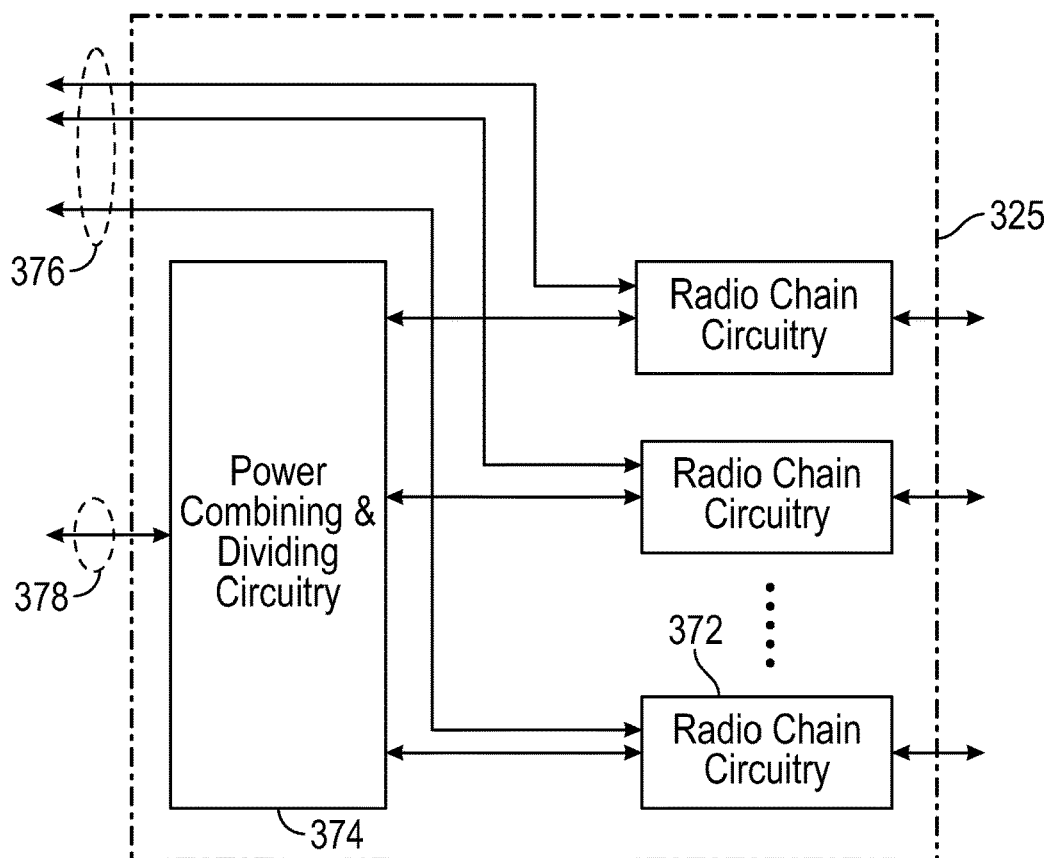 325
376
Radio Chain
Circuitry
Power
Combining &
Dividing
Circuitry
Radio Chain
Circuitry
378
372
Radio Chain
Circuitry
374